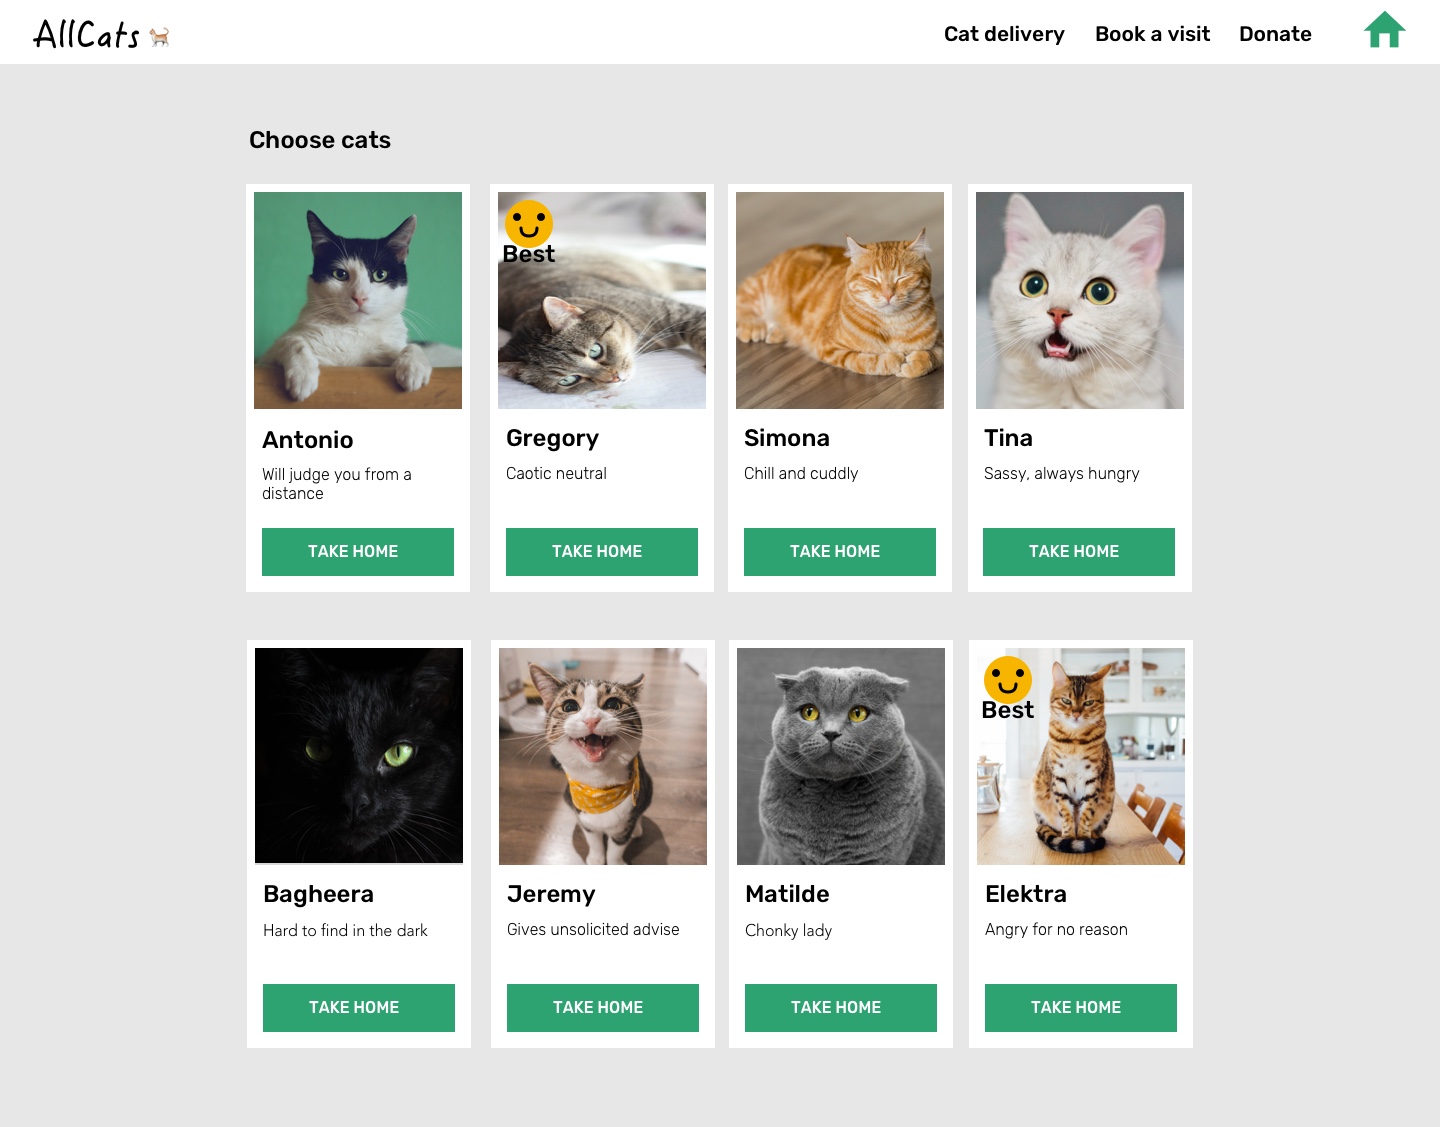 AllCats
Cat delivery
Book a visit
Donate
Choose cats
Best
Antonio
Will judge you from a
distance
TAKE HOME
Gregory
Caotic neutral
TAKE HOME
Simona
Chill and cuddly
TAKE HOME
Tina
Sassy, always hungry
TAKE HOME
Best
Bagheera
Hard to find in the dark
TAKE HOME
Jeremy
Gives unsolicited advise
TAKE HOME
Matilde
Chonky lady
TAKE HOME
Elektra
Angry for no reason
TAKE HOME